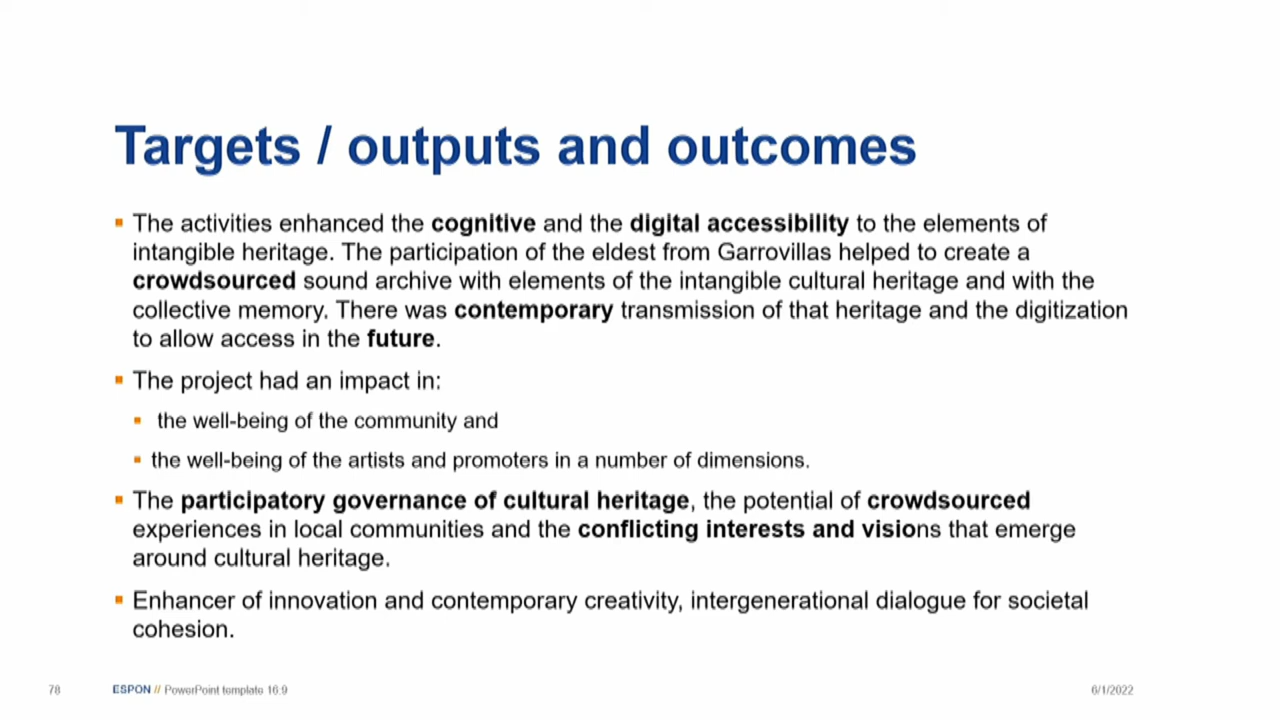 Targets / outputs and outcomes
The activities enhanced the cognitive and the digital accessibility to the elements of
intangible heritage. The participation of the eldest from Garrovillas helped to create a
crowdsourced sound archive with elements of the intangible cultural heritage and with the
collective memory. There was contemporary transmission of that heritage and the digitization
to allow access in the future.
The project had an impact in:
the well-being of the community and
the well-being of the artists and promoters in a number of dimensions.
The participatory governance of cultural heritage, the potential of crowdsourced
experiences in local communities and the conflicting interests and visions that emerge
around cultural heritage.
Enhancer of innovation and contemporary creativity, intergenerational dialogue for societal
cohesion.
78 ESPON // PowerPoint template 16:9 6/1/2022